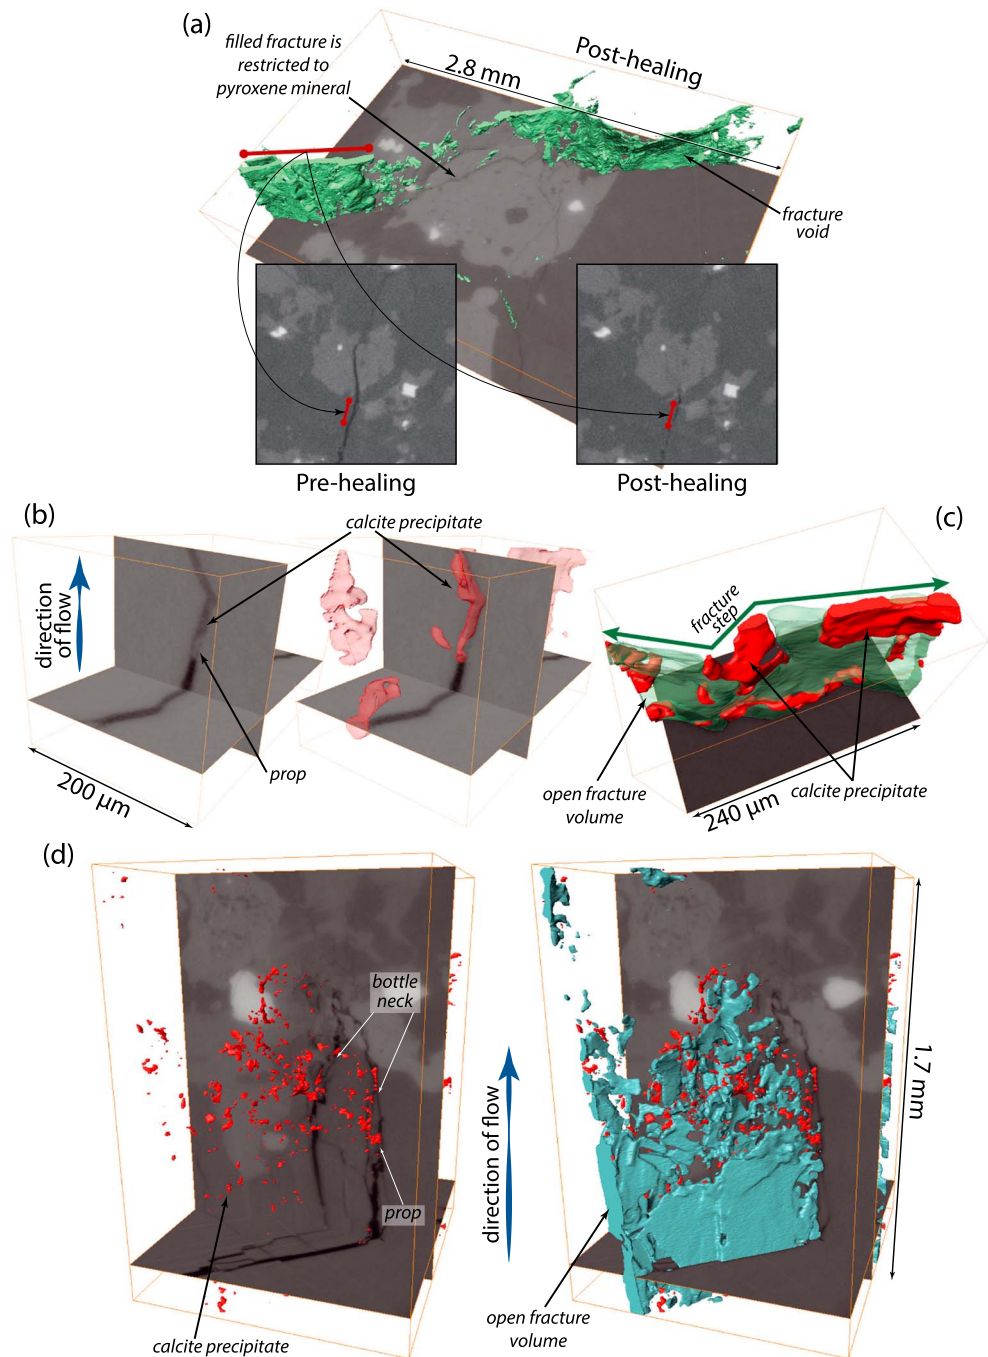 (a)
filled fracture is
restricted to
pyroxene mineral
Post-healing
2.8 mm
fracture
void
Pre-healing
Post-healing
(b)
calcite precipitate
(c)
direction
of flow
fracture
step
prop
200 µm
open fracture
volume
240 µm
calcite precipitate
(d)
bottle
neck
prop
calcite precipitate
direction of flow
1.7 mm
open fracture
volume